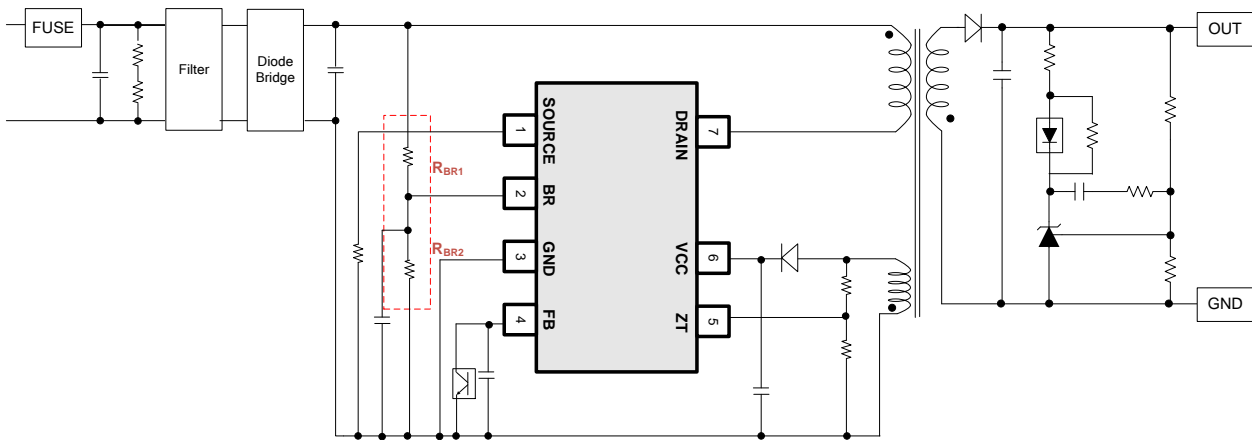 FUSE
Filter
Diode
Bridge
OUT
GND
SOURCE
1
BR
2
GND
3
FB
4
DRAIN
7
VCC
6
ZT
5
RBR1
RBR2